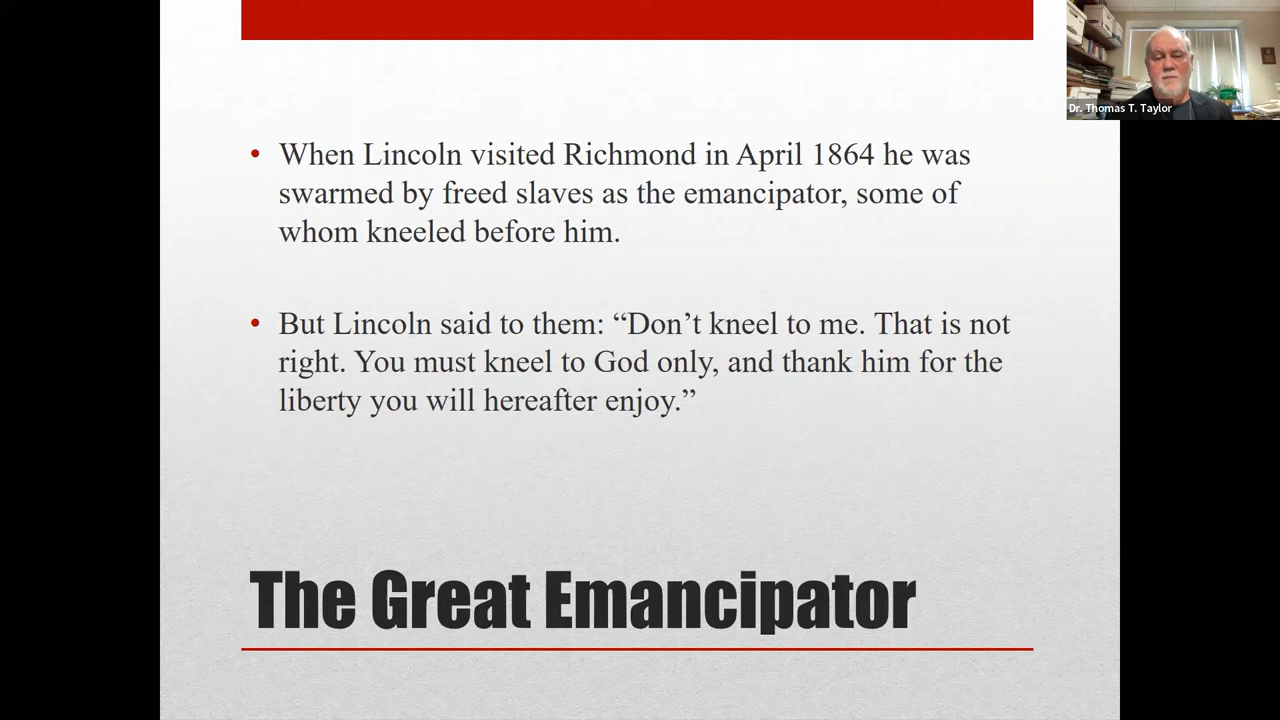 Dr. Thomas T. Taylor
• When Lincoln visited Richmond in April 1864 he was
swarmed by freed slaves as the emancipator, some of
whom kneeled before him.
• But Lincoln said to them: “Don’t kneel to me. That is not
right. You must kneel to God only, and thank him for the
liberty you will hereafter enjoy.”
The Great Emancipator